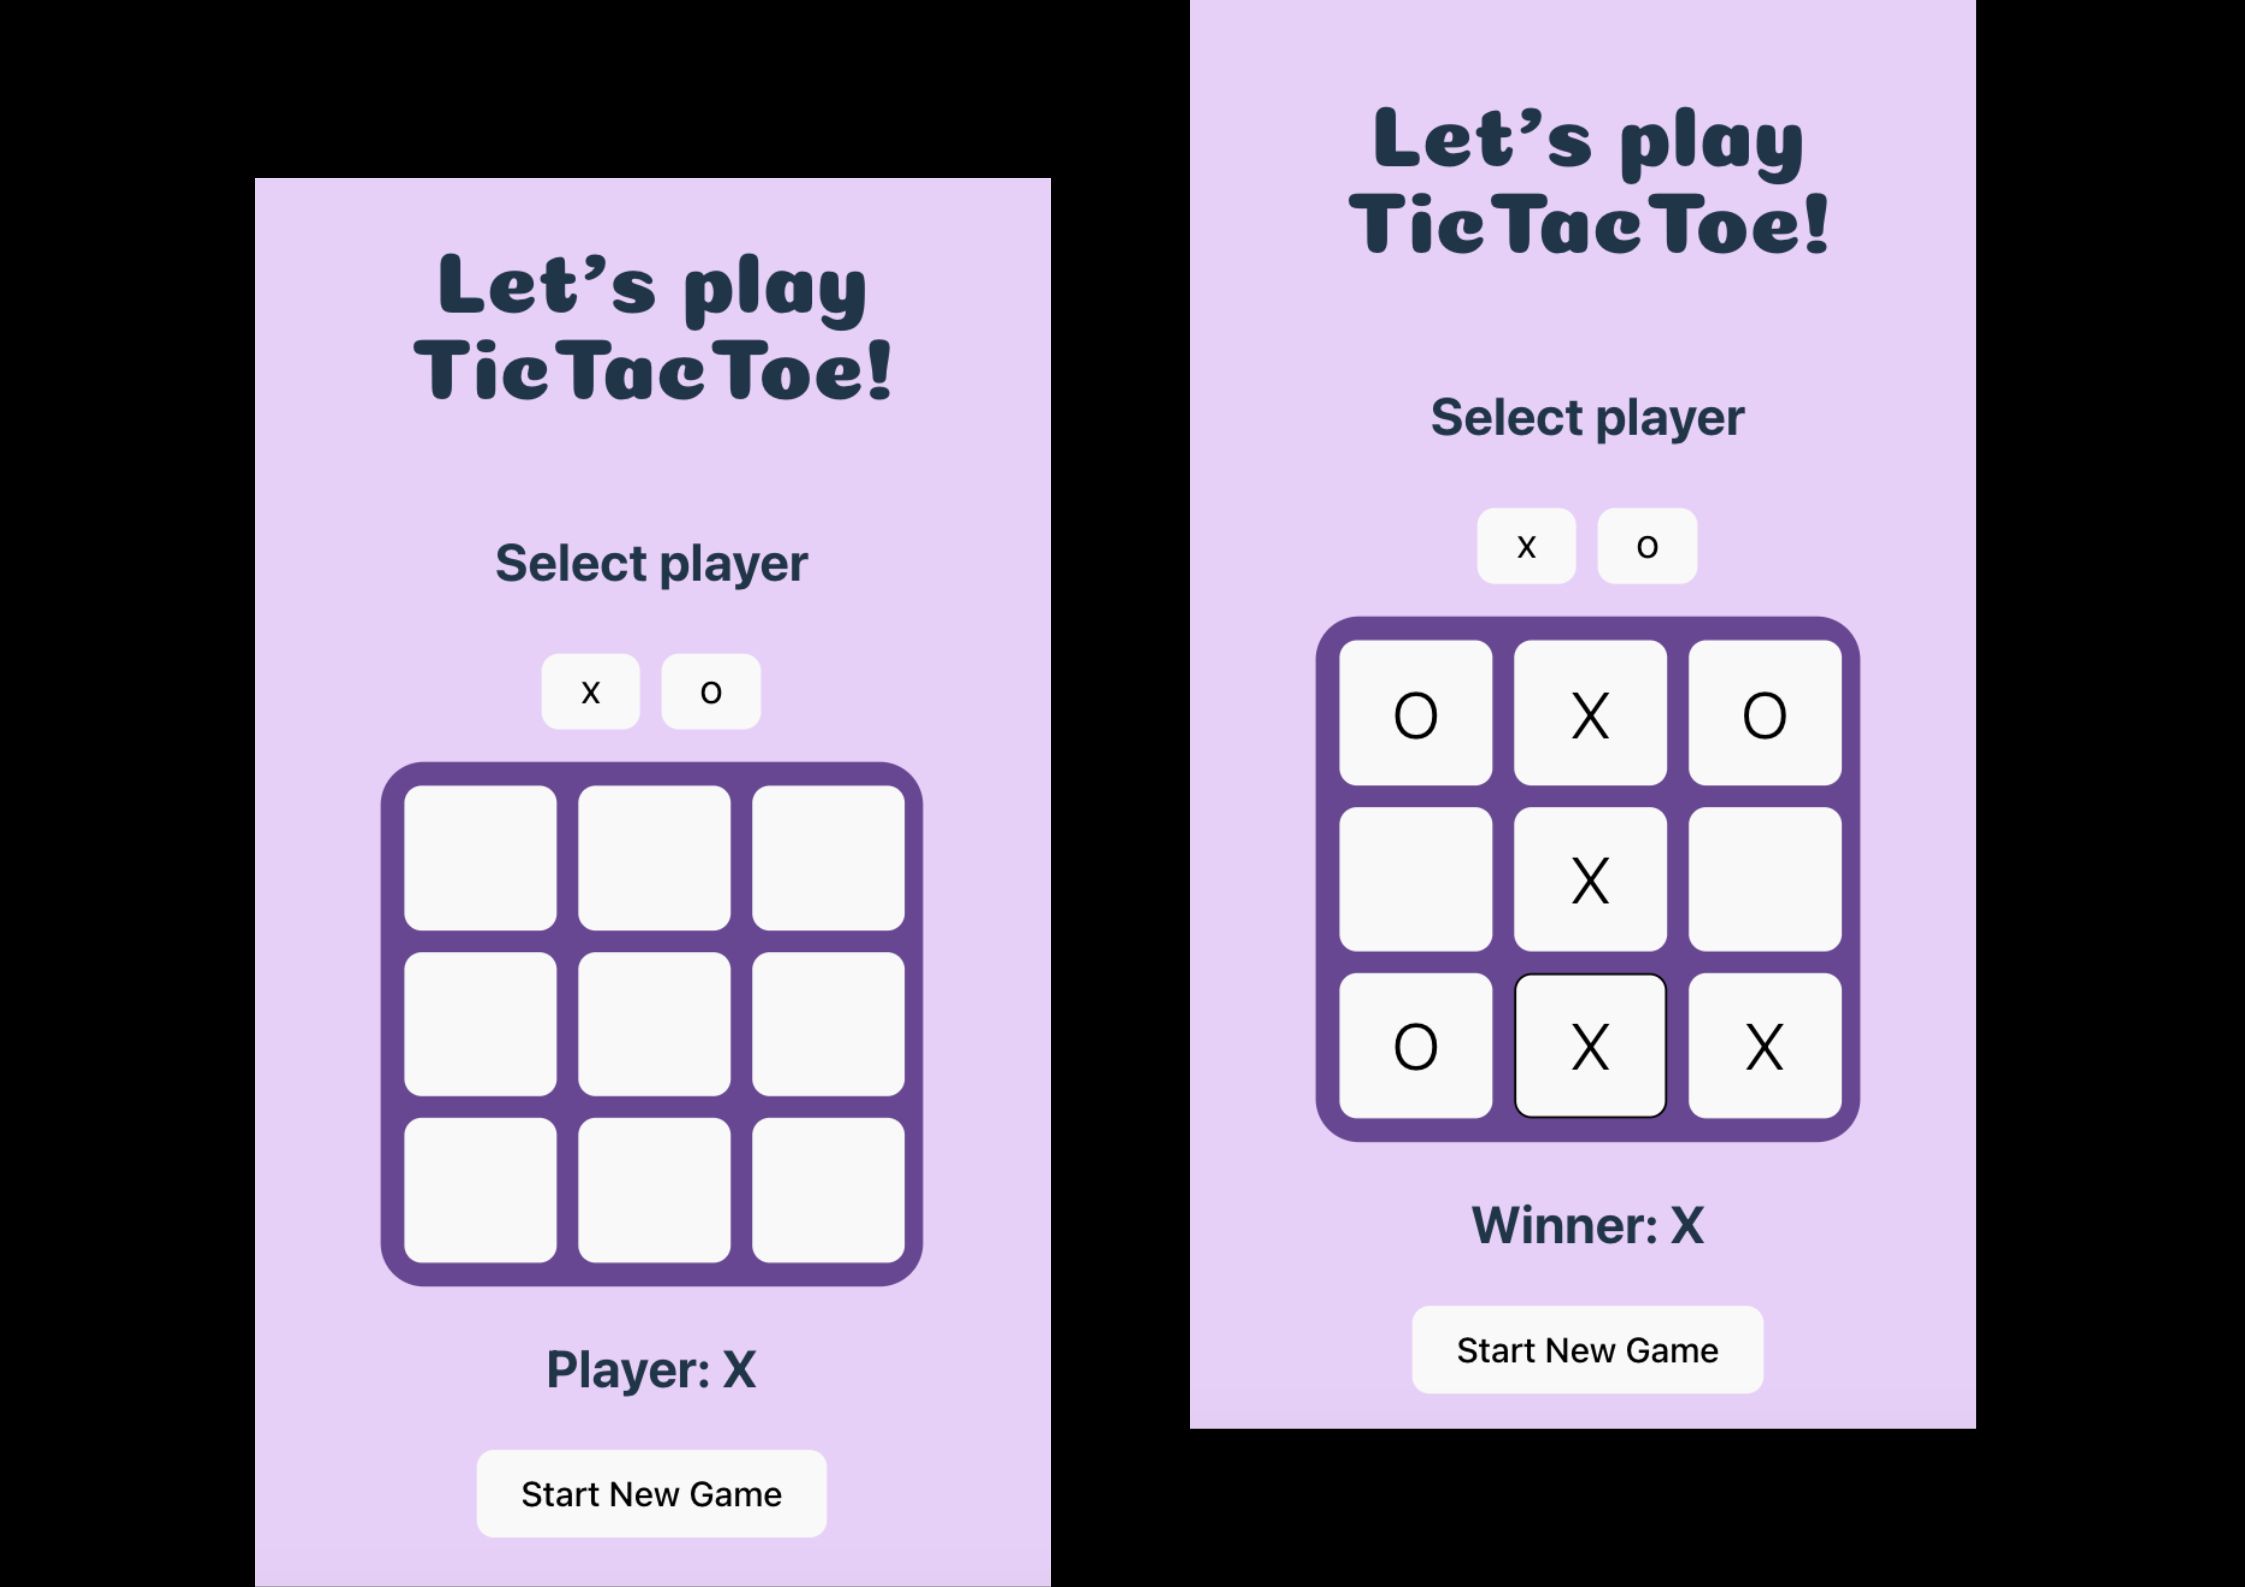 Let’s play
TicTacToe!
Select player
x o
Player: X
Start New Game
Let’s play
TicTacToe!
Select player
x o
O X O
X
O X X
Winner: X
Start New Game